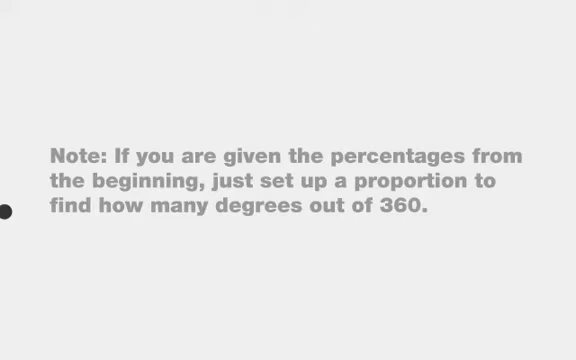 Note: If you are given the percentages from
the beginning, just set up a proportion to
find how many degrees out of 360.